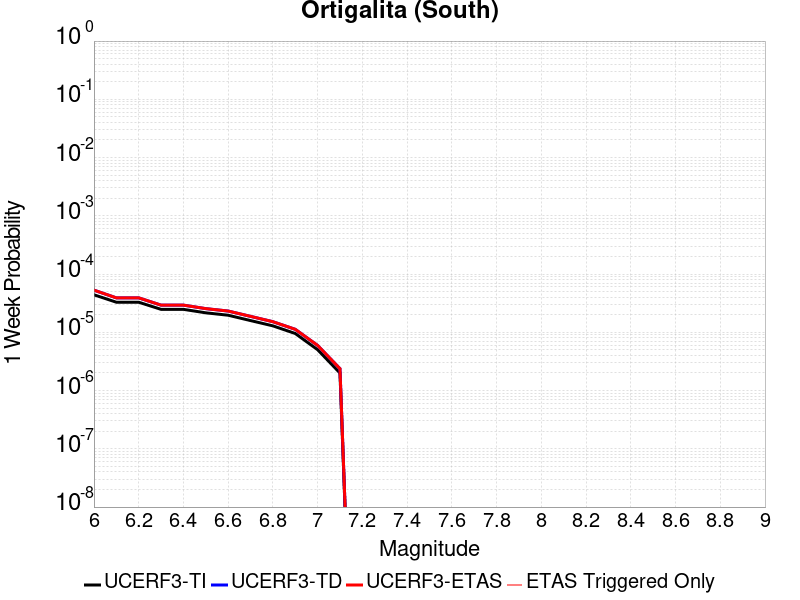 Ortigalita (South)
10^0
10^-1
10^-2
10^-3
10^-4
10^-5
10^-6
10^-7
10^-8
1 Week Probability
6 6.2 6.4 6.6 6.8 7 7.2 7.4 7.6 7.8 8 8.2 8.4 8.6 8.8 9
Magnitude
UCERF3-TI UCERF3-TD UCERF3-ETAS ETAS Triggered Only